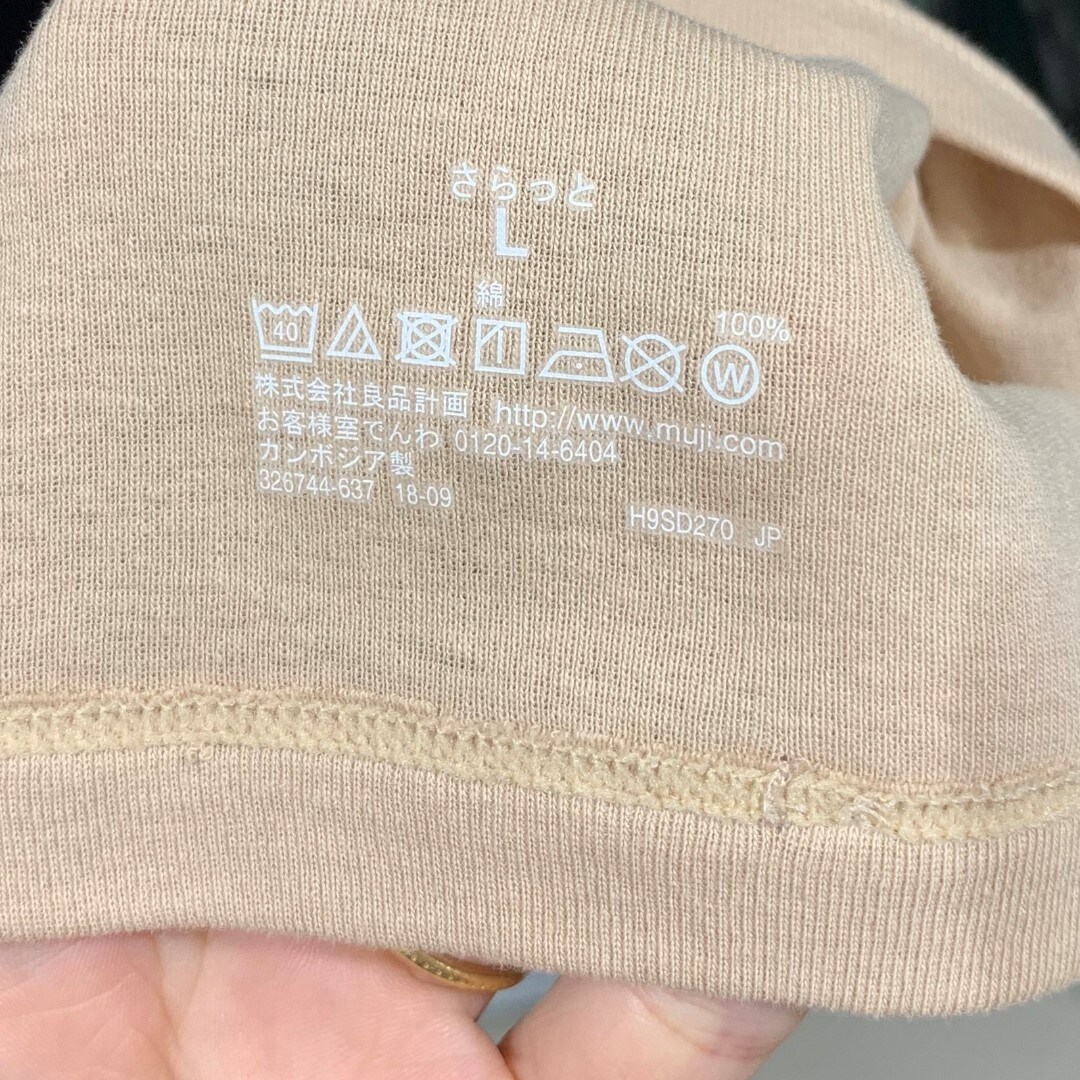 さらっと
L
綿 100%
40
W
株式会社良品計画 http://www.muji.com
お客様室でんわ 0120-14-6404
カンボジア製
326744-637 18-09
H9SD270 JP